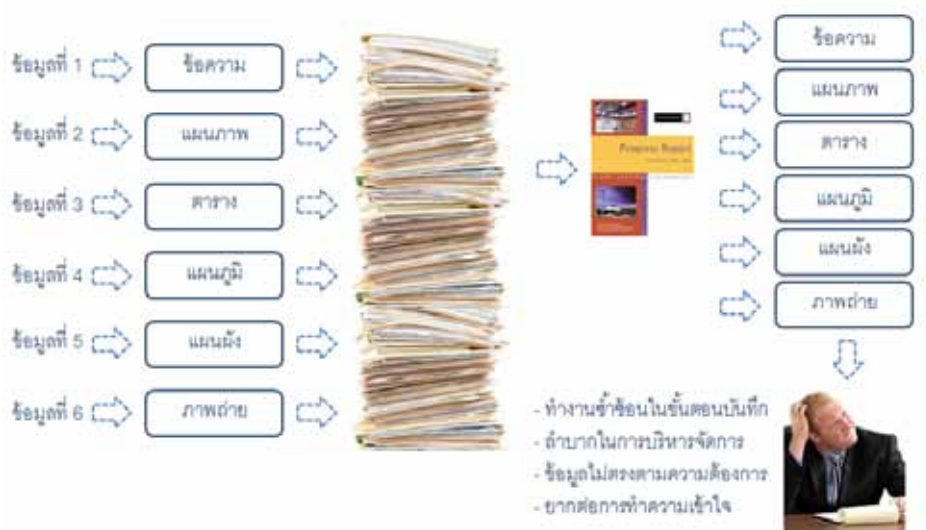 ข้อมูลที่ 1
ข้อความ
ข้อมูลที่ 2
แผนภาพ
ข้อมูลที่ 3
ตาราง
ข้อมูลที่ 4
แผนภูมิ
ข้อมูลที่ 5
แผนผัง
ข้อมูลที่ 6
ภาพถ่าย
Progress Report
ข้อความ
แผนภาพ
ตาราง
แผนภูมิ
แผนผัง
ภาพถ่าย
- ทำงานซ้ำซ้อนในขั้นตอนบันทึก
- ลำบากในการบริหารจัดการ
- ข้อมูลไม่ตรงตามความต้องการ
- ยากต่อการทำความเข้าใจ